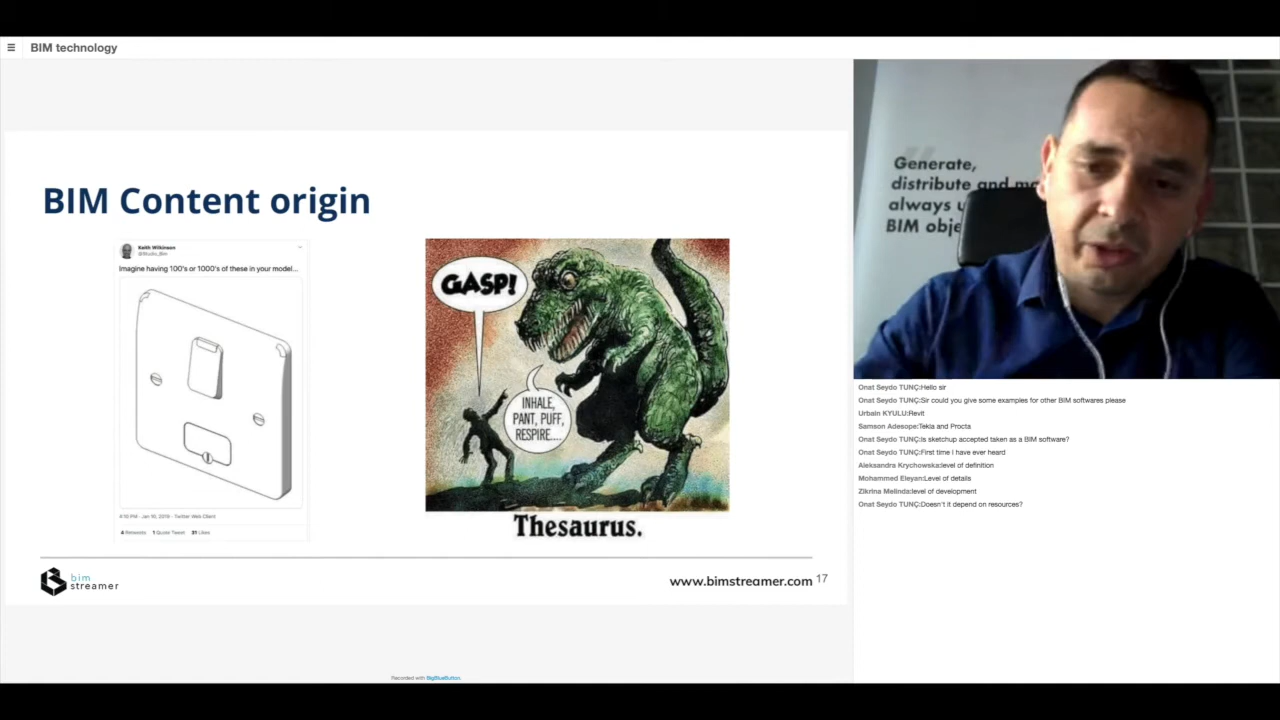 BIM technology
BIM Content origin
Keith Wilkinson
@Studio_Bim
Imagine having 100's or 1000's of these in your model...
4:10 PM · Jan 10, 2019 · Twitter Web Client
4 Retweets 1 Quote Tweet 31 Likes
GASP!
INHALE,
PANT, PUFF,
RESPIRE....
Thesaurus.
bim
streamer
www.bimstreamer.com 17
Recorded with BigBlueButton.
Generate,
distribute and
always
BIM
Onat Seydo TUNÇ:Hello sir
Onat Seydo TUNÇ:Sir could you give some examples for other BIM softwares please
Urbain KYULU:Revit
Samson Adesope:Tekla and Procta
Onat Seydo TUNÇ:Is sketchup accepted taken as a BIM software?
Onat Seydo TUNÇ:First time I have ever heard
Aleksandra Krychowska:level of definition
Mohammed Eleyan:Level of details
Zikrina Melinda:level of development
Onat Seydo TUNÇ:Doesn't it depend on resources?